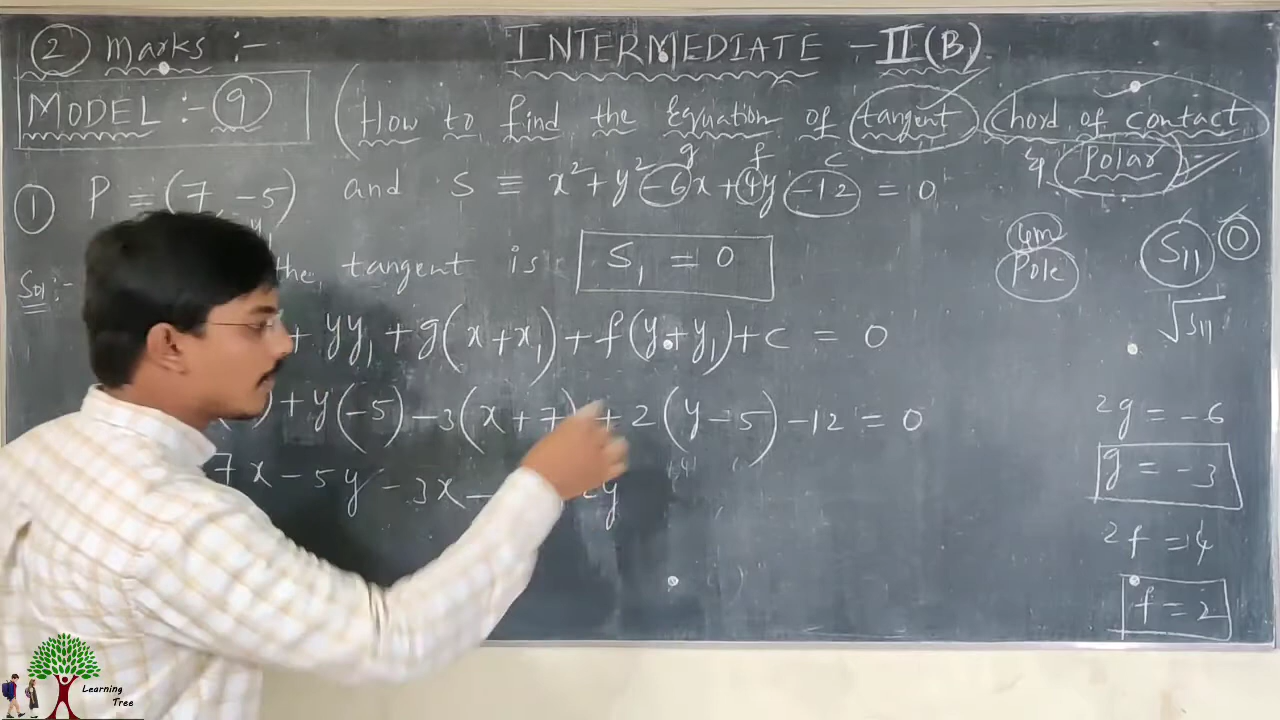 ② Marks :-
INTERMEDIATE - II(B)
MODEL :- ⑨ (How to find the Equation of tangent, Chord of contact
& Polar)
① P = (7, -5) and S ≡ x² + y² -6x + 4y -12 = 0
g f c
Sol :- the tangent is S₁ = 0
+ yy₁ + g(x + x₁) + f(y + y₁) + c = 0
+ y(-5) - 3(x + 7) + 2(y - 5) - 12 = 0
7x - 5y - 3x - 2y
Pole
S₁₁ 0
√S₁₁
2g = -6
g = -3
2f = 4
f = 2
Learning
Tree